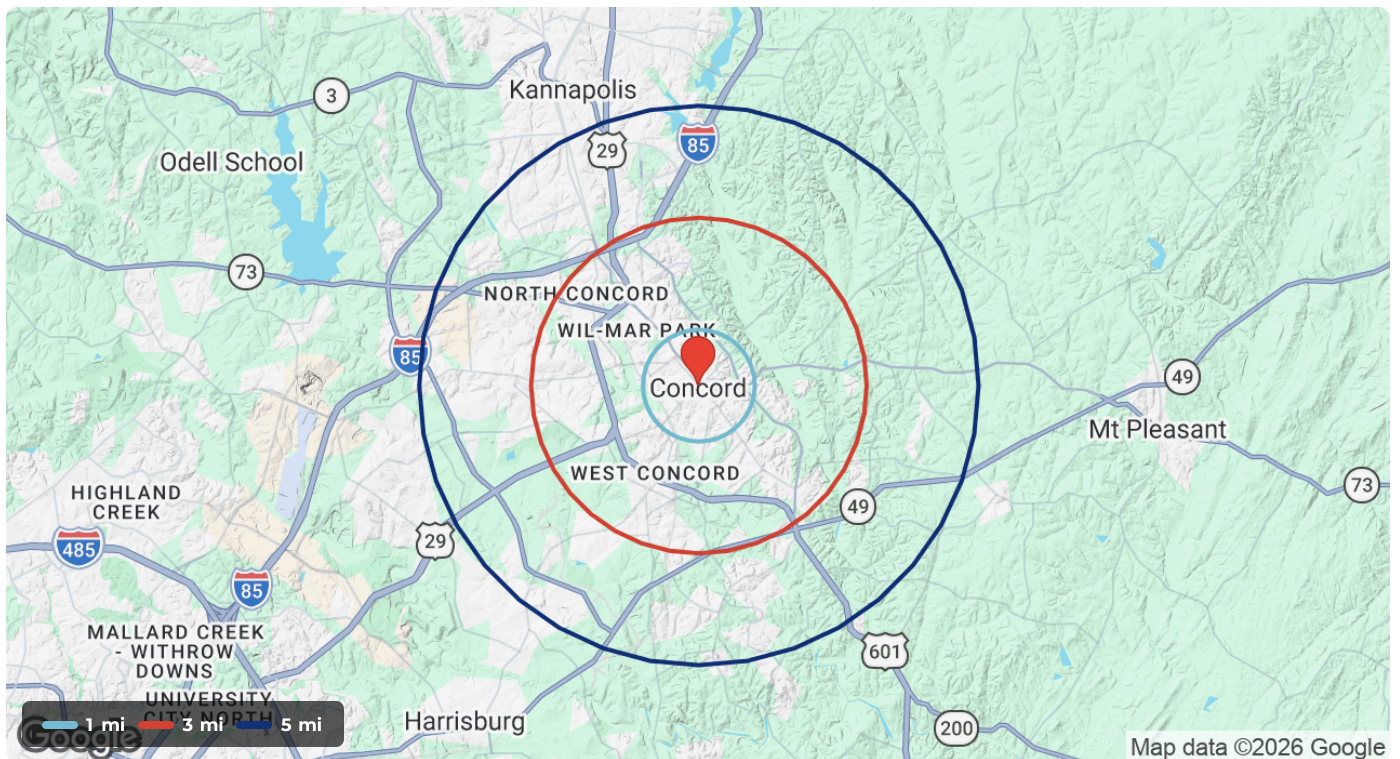 Kannapolis
3
29
85
Odell School
73
NORTH CONCORD
WIL-MAR PARK
85
Concord
49
Mt Pleasant
WEST CONCORD
73
HIGHLAND
CREEK
49
29
485
85
MALLARD CREEK
- WITHROW
DOWNS
601
UNIVERSITY
CITY NORTH
Harrisburg
200
1 mi 3 mi 5 mi
Google
Map data ©2026 Google